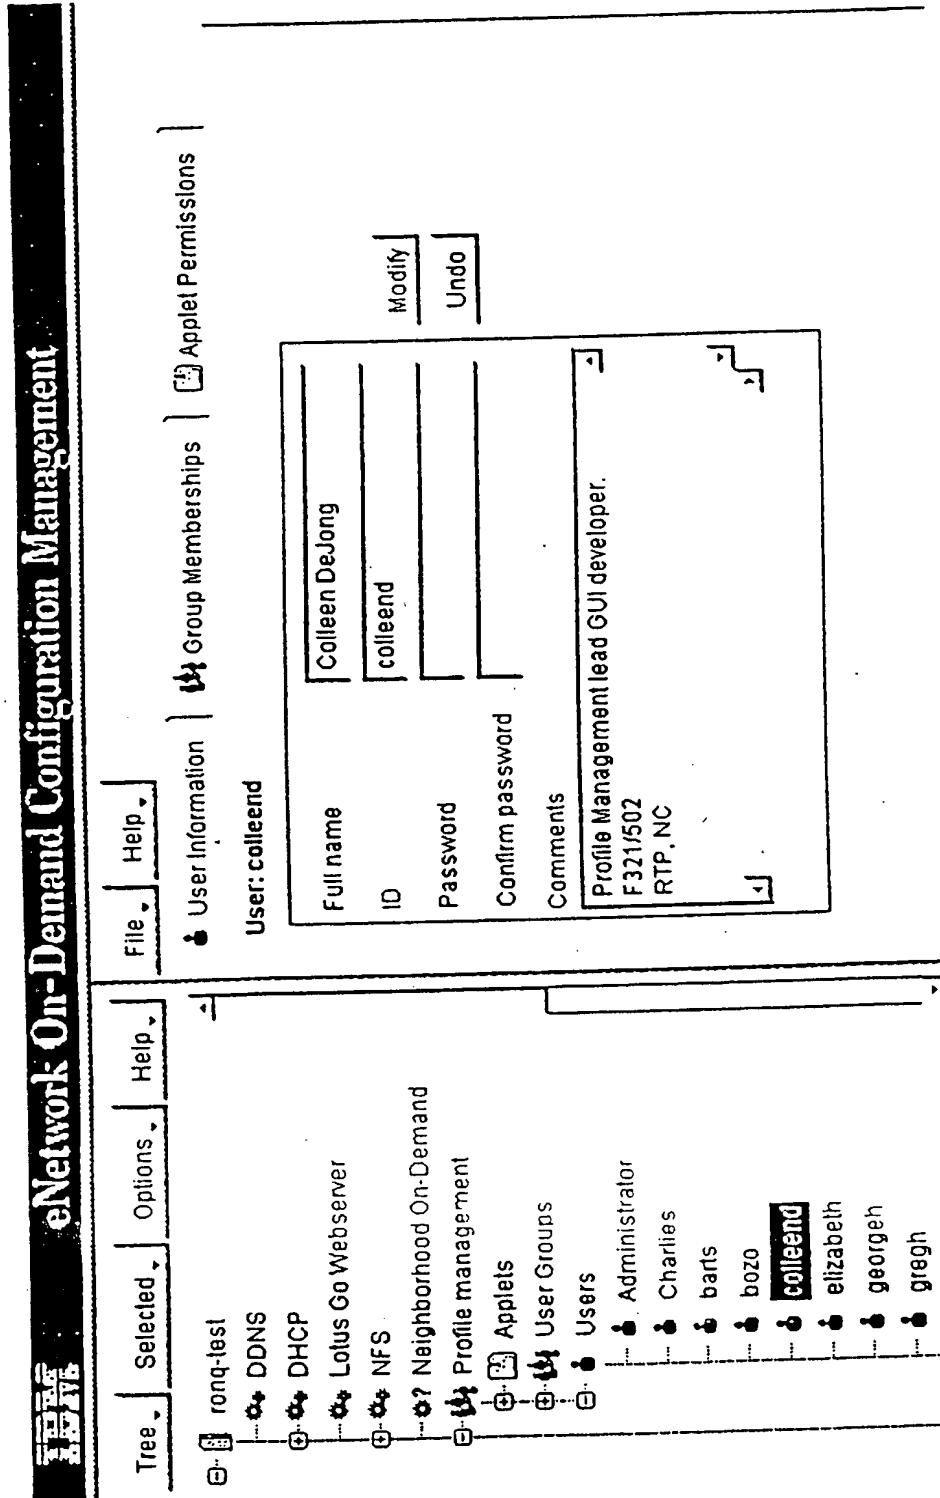 IBM eNetwork On-Demand Configuration Management
Tree Selected Options Help
ronq-test
DDNS
DHCP
Lotus Go Webserver
NFS
Neighborhood On-Demand
Profile management
Applets
User Groups
Users
Administrator
Charlies
barts
bozo
colleend
elizabeth
georgeh
gregh
File Help
User Information Group Memberships Applet Permissions
User: colleend
Full name Colleen DeJong
ID colleend
Modify
Password
Undo
Confirm password
Comments
Profile Management lead GUI developer.
F321/502
RTP, NC